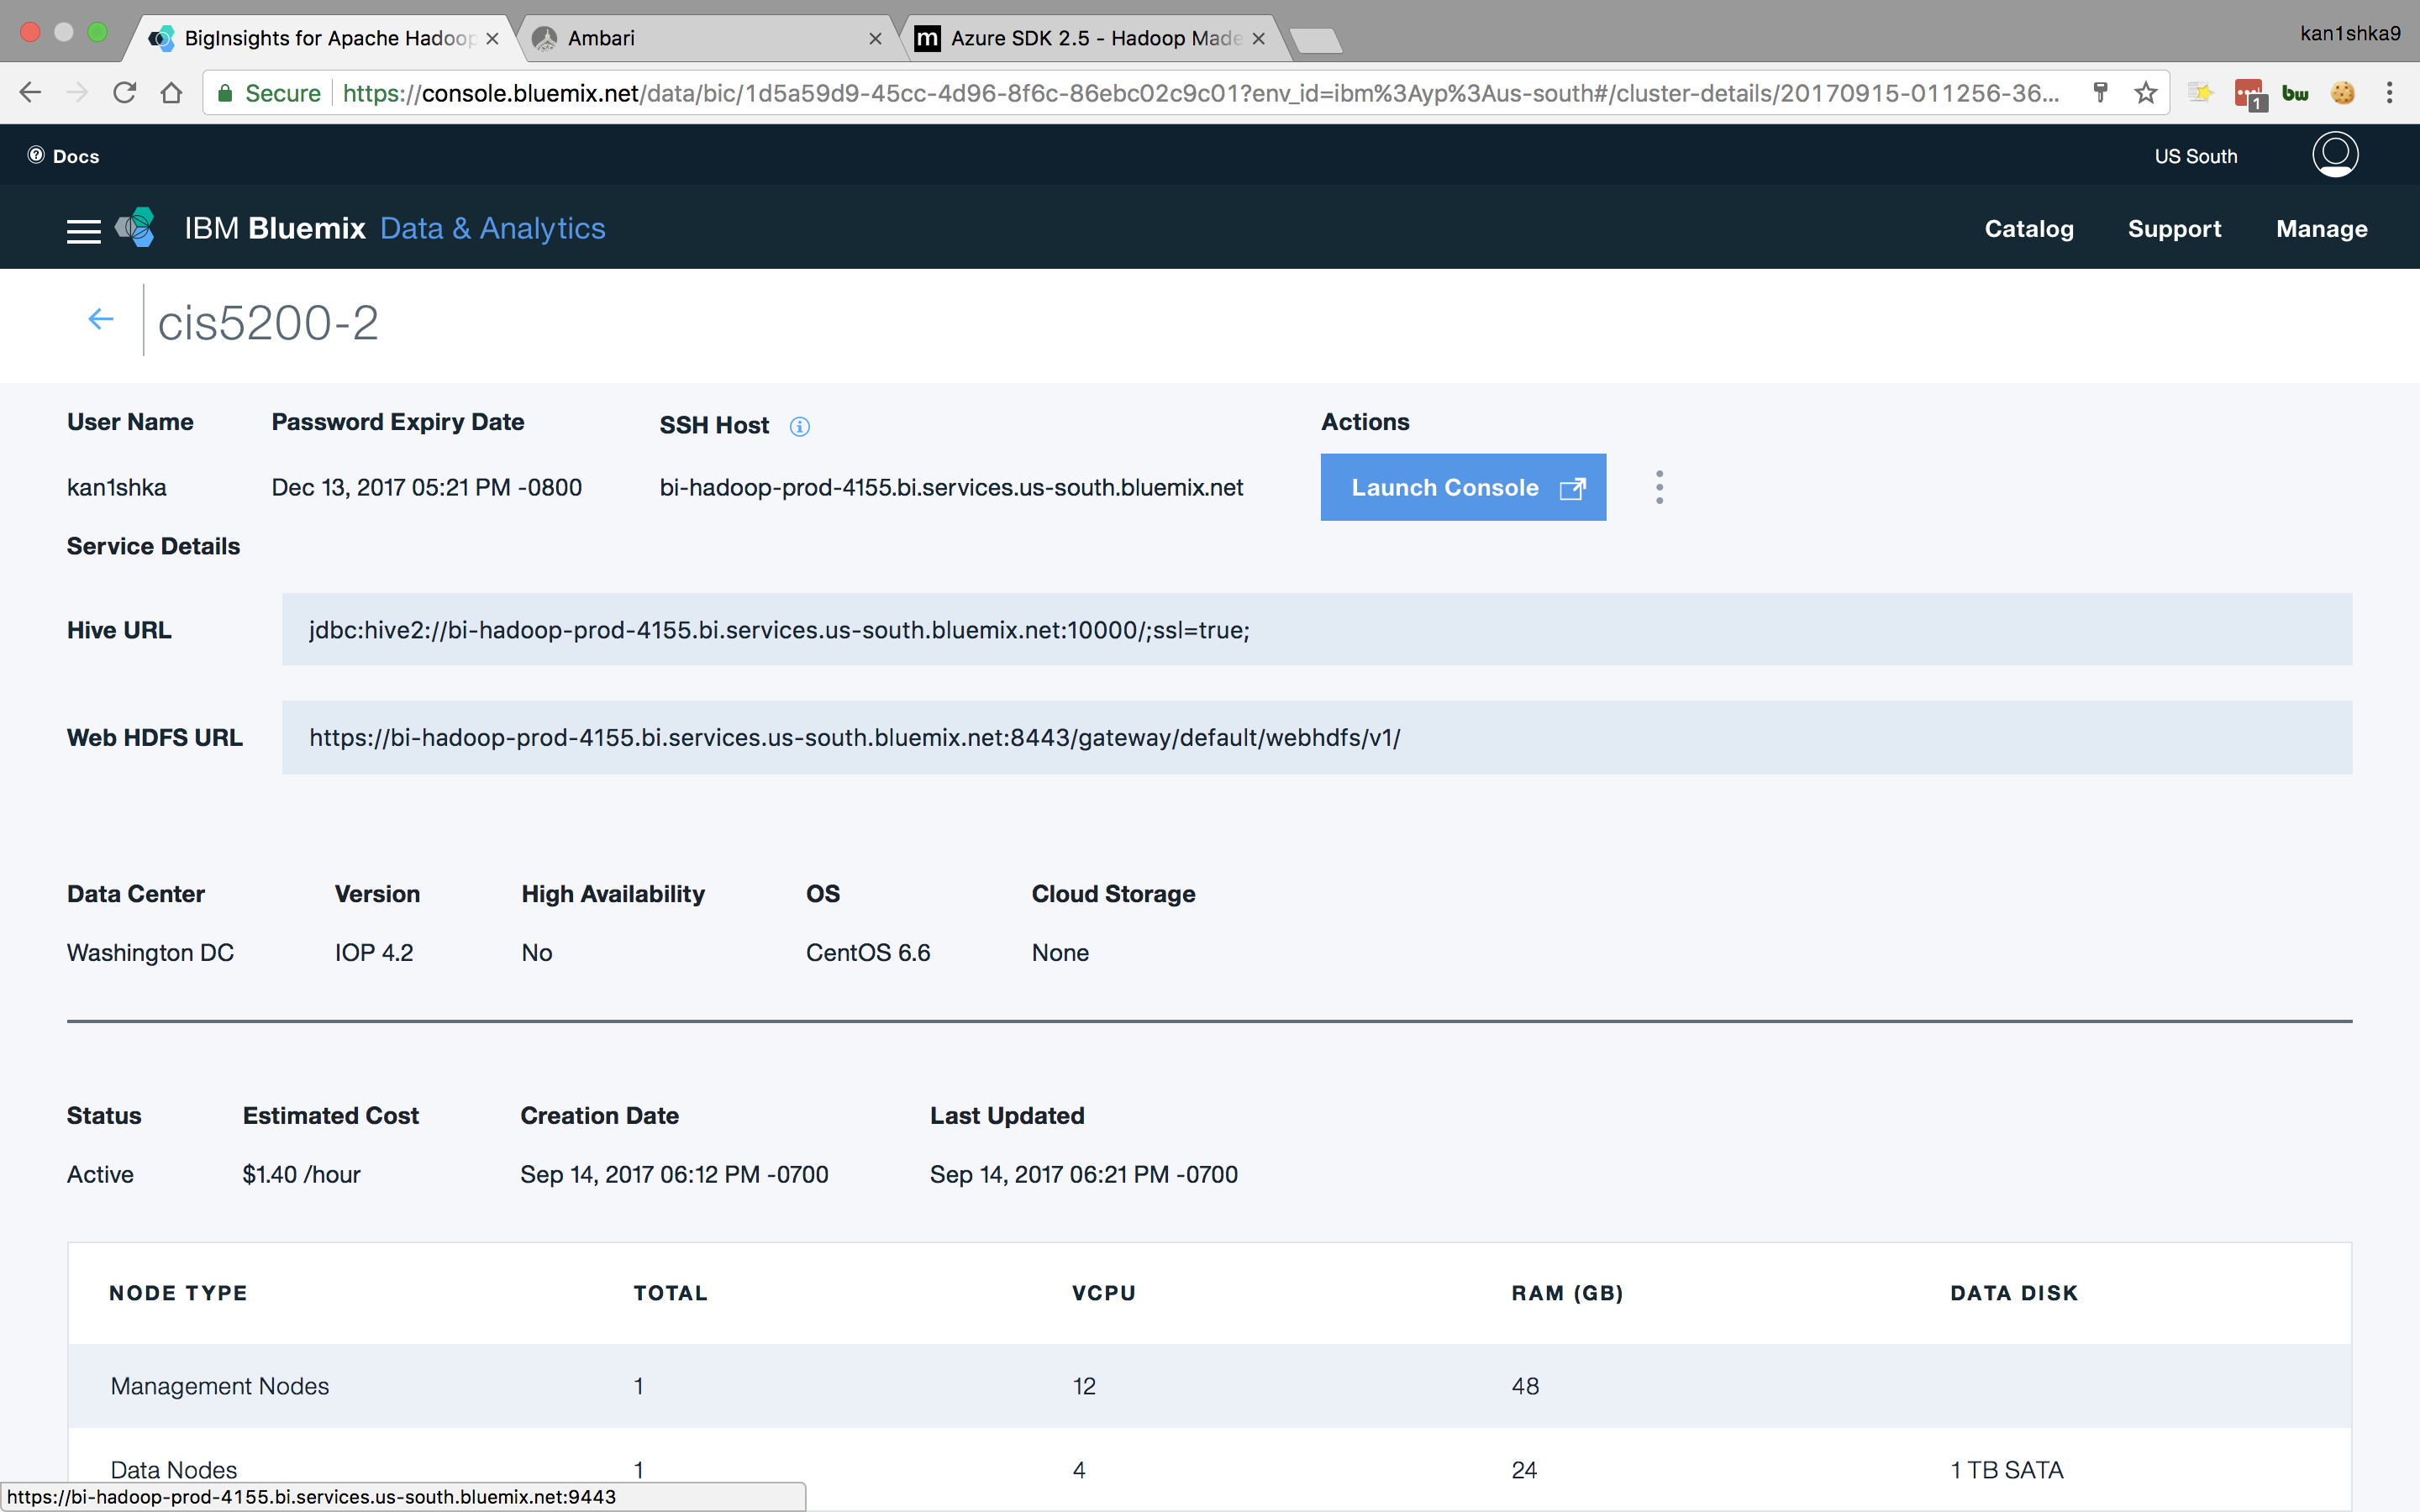 BigInsights for Apache Hadoop
Ambari
m Azure SDK 2.5 - Hadoop Made
kan1shka9
Secure https://console.bluemix.net/data/bic/1d5a59d9-45cc-4d96-8f6c-86ebc02c9c01?env_id=ibm%3Ayp%3Aus-south#/cluster-details/20170915-011256-36...
1
bw
Docs
US South
IBM Bluemix Data & Analytics
Catalog Support Manage
cis5200-2
User Name Password Expiry Date SSH Host Actions
kan1shka Dec 13, 2017 05:21 PM -0800 bi-hadoop-prod-4155.bi.services.us-south.bluemix.net Launch Console
Service Details
Hive URL jdbc:hive2://bi-hadoop-prod-4155.bi.services.us-south.bluemix.net:10000/;ssl=true;
Web HDFS URL https://bi-hadoop-prod-4155.bi.services.us-south.bluemix.net:8443/gateway/default/webhdfs/v1/
Data Center Version High Availability OS Cloud Storage
Washington DC IOP 4.2 No CentOS 6.6 None
Status Estimated Cost Creation Date Last Updated
Active $1.40 /hour Sep 14, 2017 06:12 PM -0700 Sep 14, 2017 06:21 PM -0700
NODE TYPE TOTAL VCPU RAM (GB) DATA DISK
Management Nodes 1 12 48
Data Nodes 1 4 24 1 TB SATA
https://bi-hadoop-prod-4155.bi.services.us-south.bluemix.net:9443